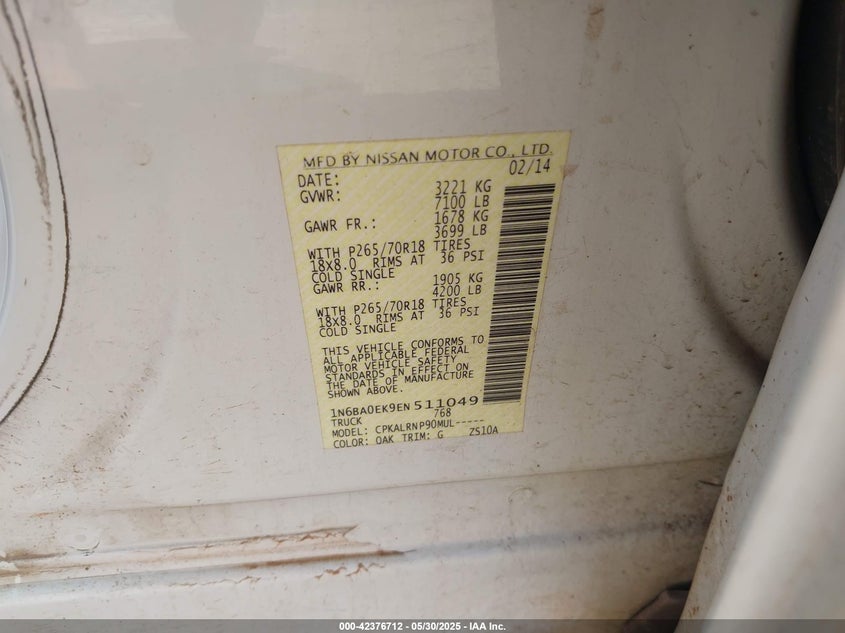 MFD BY NISSAN MOTOR CO., LTD.
DATE: 02/14
GVWR: 3221 KG
7100 LB
GAWR FR.: 1678 KG
3699 LB
WITH P265/70R18 TIRES
18X8.0 RIMS AT 36 PSI
COLD SINGLE
GAWR RR.: 1905 KG
4200 LB
WITH P265/70R18 TIRES
18X8.0 RIMS AT 36 PSI
COLD SINGLE
THIS VEHICLE CONFORMS TO
ALL APPLICABLE FEDERAL
MOTOR VEHICLE SAFETY
STANDARDS IN EFFECT ON
THE DATE OF MANUFACTURE
SHOWN ABOVE.
1N6BA0EK9EN 511049
TRUCK 768
MODEL: CPKALRNP90MUL-----
COLOR: QAK TRIM: G ZS10A
000-42376712 — 05/30/2025 — IAA Inc.